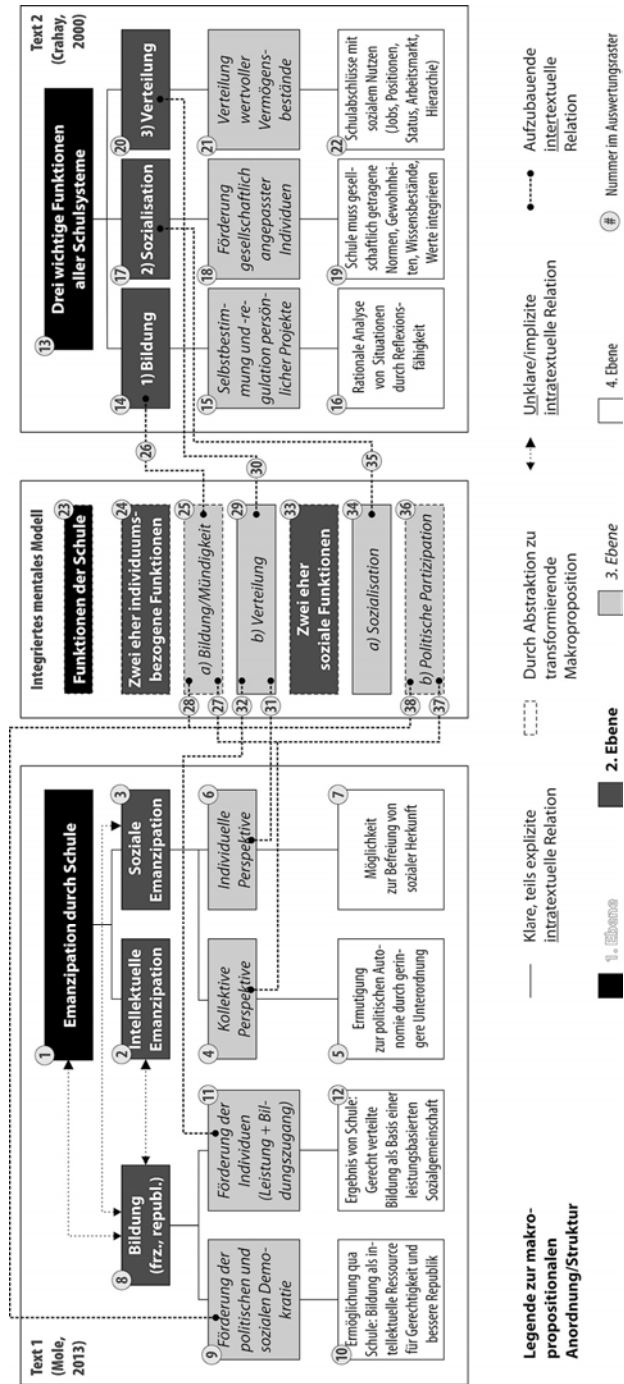 Text 1
(Mole,
2013)
1
Emanzipation durch Schule
8
Bildung
(frz., republ.)
2
Intellektuelle
Emanzipation
3
Soziale
Emanzipation
9
Förderung der
politischen und
sozialen Demo-
kratie
11
Förderung der
Individuen
(Leistung + Bil-
dungszugang)
4
Kollektive
Perspektive
6
Individuelle
Perspektive
10
Ermöglichung qua
Schule: Bildung als in-
tellektuelle Ressource
für Gerechtigkeit und
bessere Republik
12
Ergebnis von Schule:
Gerecht verteilte
Bildung als Basis einer
leistungsbasierten
Sozialgemeinschaft
5
Ermutigung
zur politischen Auto-
nomie durch gerin-
gere Unterordnung
7
Möglichkeit
zur Befreiung von
sozialer Herkunft
Integriertes mentales Modell
23
Funktionen der Schule
24
Zwei eher individuums-
bezogene Funktionen
25
a) Bildung/Mündigkeit
28
27
29
b) Verteilung
32
31
33
Zwei eher
soziale Funktionen
34
a) Sozialisation
36
b) Politische Partizipation
38
37
26
30
35
Text 2
(Crahay,
2000)
13
Drei wichtige Funktionen
aller Schulsysteme
14
1) Bildung
17
2) Sozialisation
20
3) Verteilung
15
Selbstbestim-
mung und -re-
gulation persön-
licher Projekte
18
Förderung
gesellschaftlich
angepasster
Individuen
21
Verteilung
wertvoller
Vermögens-
bestände
16
Rationale Analyse
von Situationen
durch Reflexions-
fähigkeit
19
Schule muss gesell-
schaftlich getragene
Normen, Gewohnhei-
ten, Wissensbestände,
Werte integrieren
22
Schulabschlüsse mit
sozialem Nutzen
(Jobs, Positionen,
Status, Arbeitsmarkt,
Hierarchie)
Legende zur makro-
propositionalen
Anordnung/Struktur
Klare, teils explizite
intratextuelle Relation
Durch Abstraktion zu
transformierende
Makroproposition
Unklare/implizite
intratextuelle Relation
Aufzubauende
intertextuelle
Relation
1. Ebene
2. Ebene
3. Ebene
4. Ebene
# Nummer im Auswertungsraster